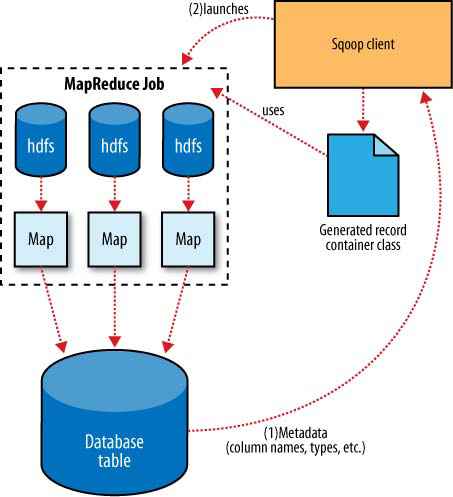 (2)launches
Sqoop client
MapReduce Job
hdfs
hdfs
hdfs
uses
Map
Map
Map
Generated record
container class
Database
table
(1)Metadata
(column names, types, etc.)